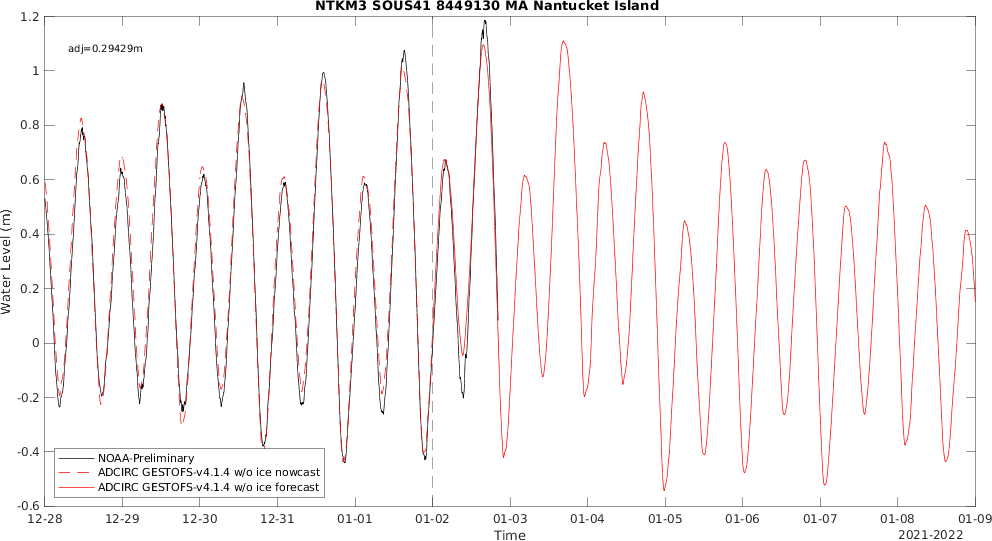 NTKM3 SOUS41 8449130 MA Nantucket Island
adj=0.29429m
Water Level (m)
1.2
1
0.8
0.6
0.4
0.2
0
-0.2
-0.4
-0.6
NOAA-Preliminary
ADCIRC GESTOFS-v4.1.4 w/o ice nowcast
ADCIRC GESTOFS-v4.1.4 w/o ice forecast
12-28 12-29 12-30 12-31 01-01 01-02 01-03 01-04 01-05 01-06 01-07 01-08 01-09
Time
2021-2022